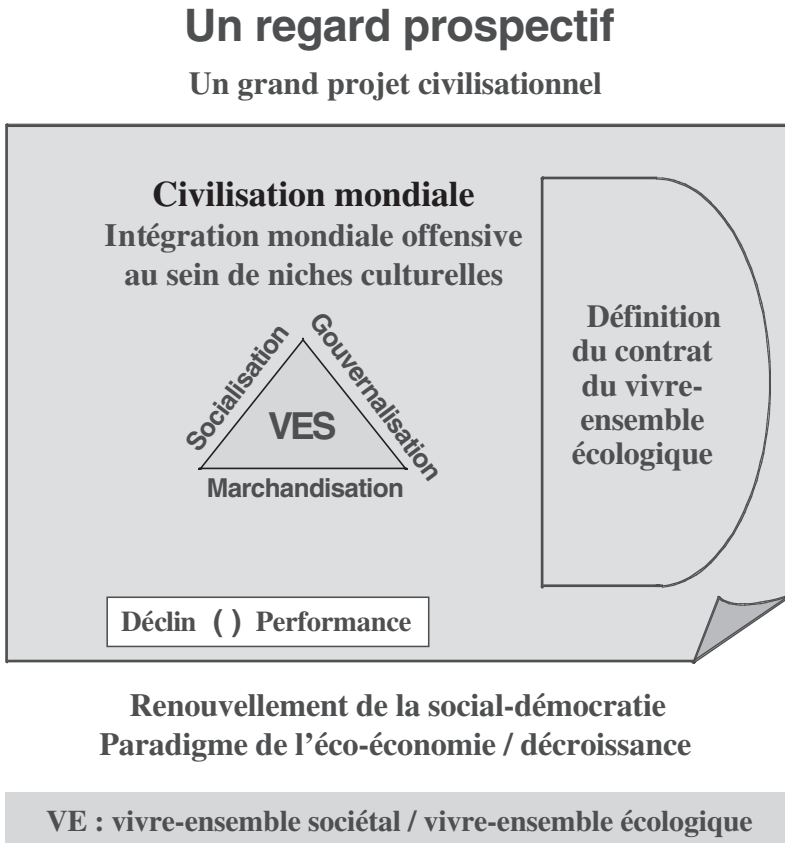 Un regard prospectif
Un grand projet civilisationnel
Civilisation mondiale
Intégration mondiale offensive
au sein de niches culturelles
Socialisation
Gouvernalisation
VES
Marchandisation
Définition
du contrat
du vivre-
ensemble
écologique
Déclin ( ) Performance
Renouvellement de la social-démocratie
Paradigme de l’éco-économie / décroissance
VE : vivre-ensemble sociétal / vivre-ensemble écologique